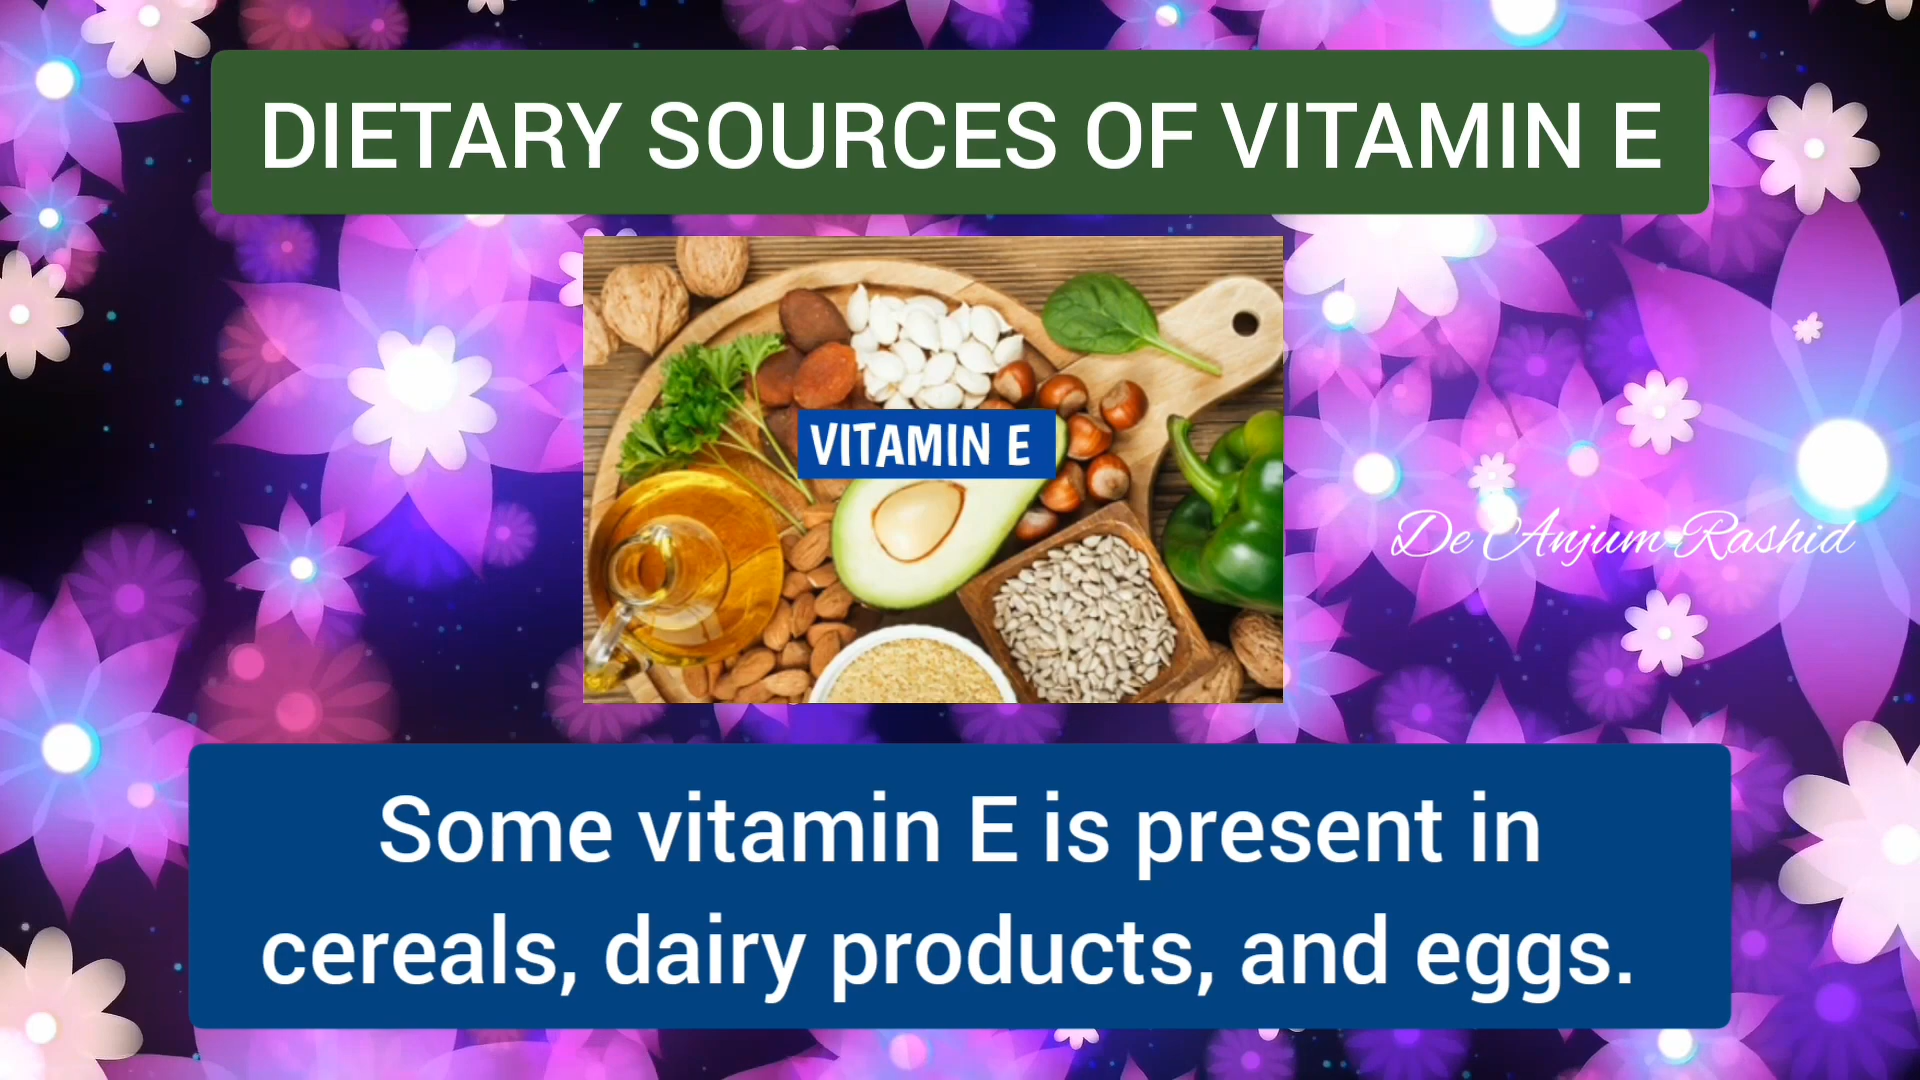 DIETARY SOURCES OF VITAMIN E
VITAMIN E
De Anjum Rashid
Some vitamin E is present in
cereals, dairy products, and eggs.